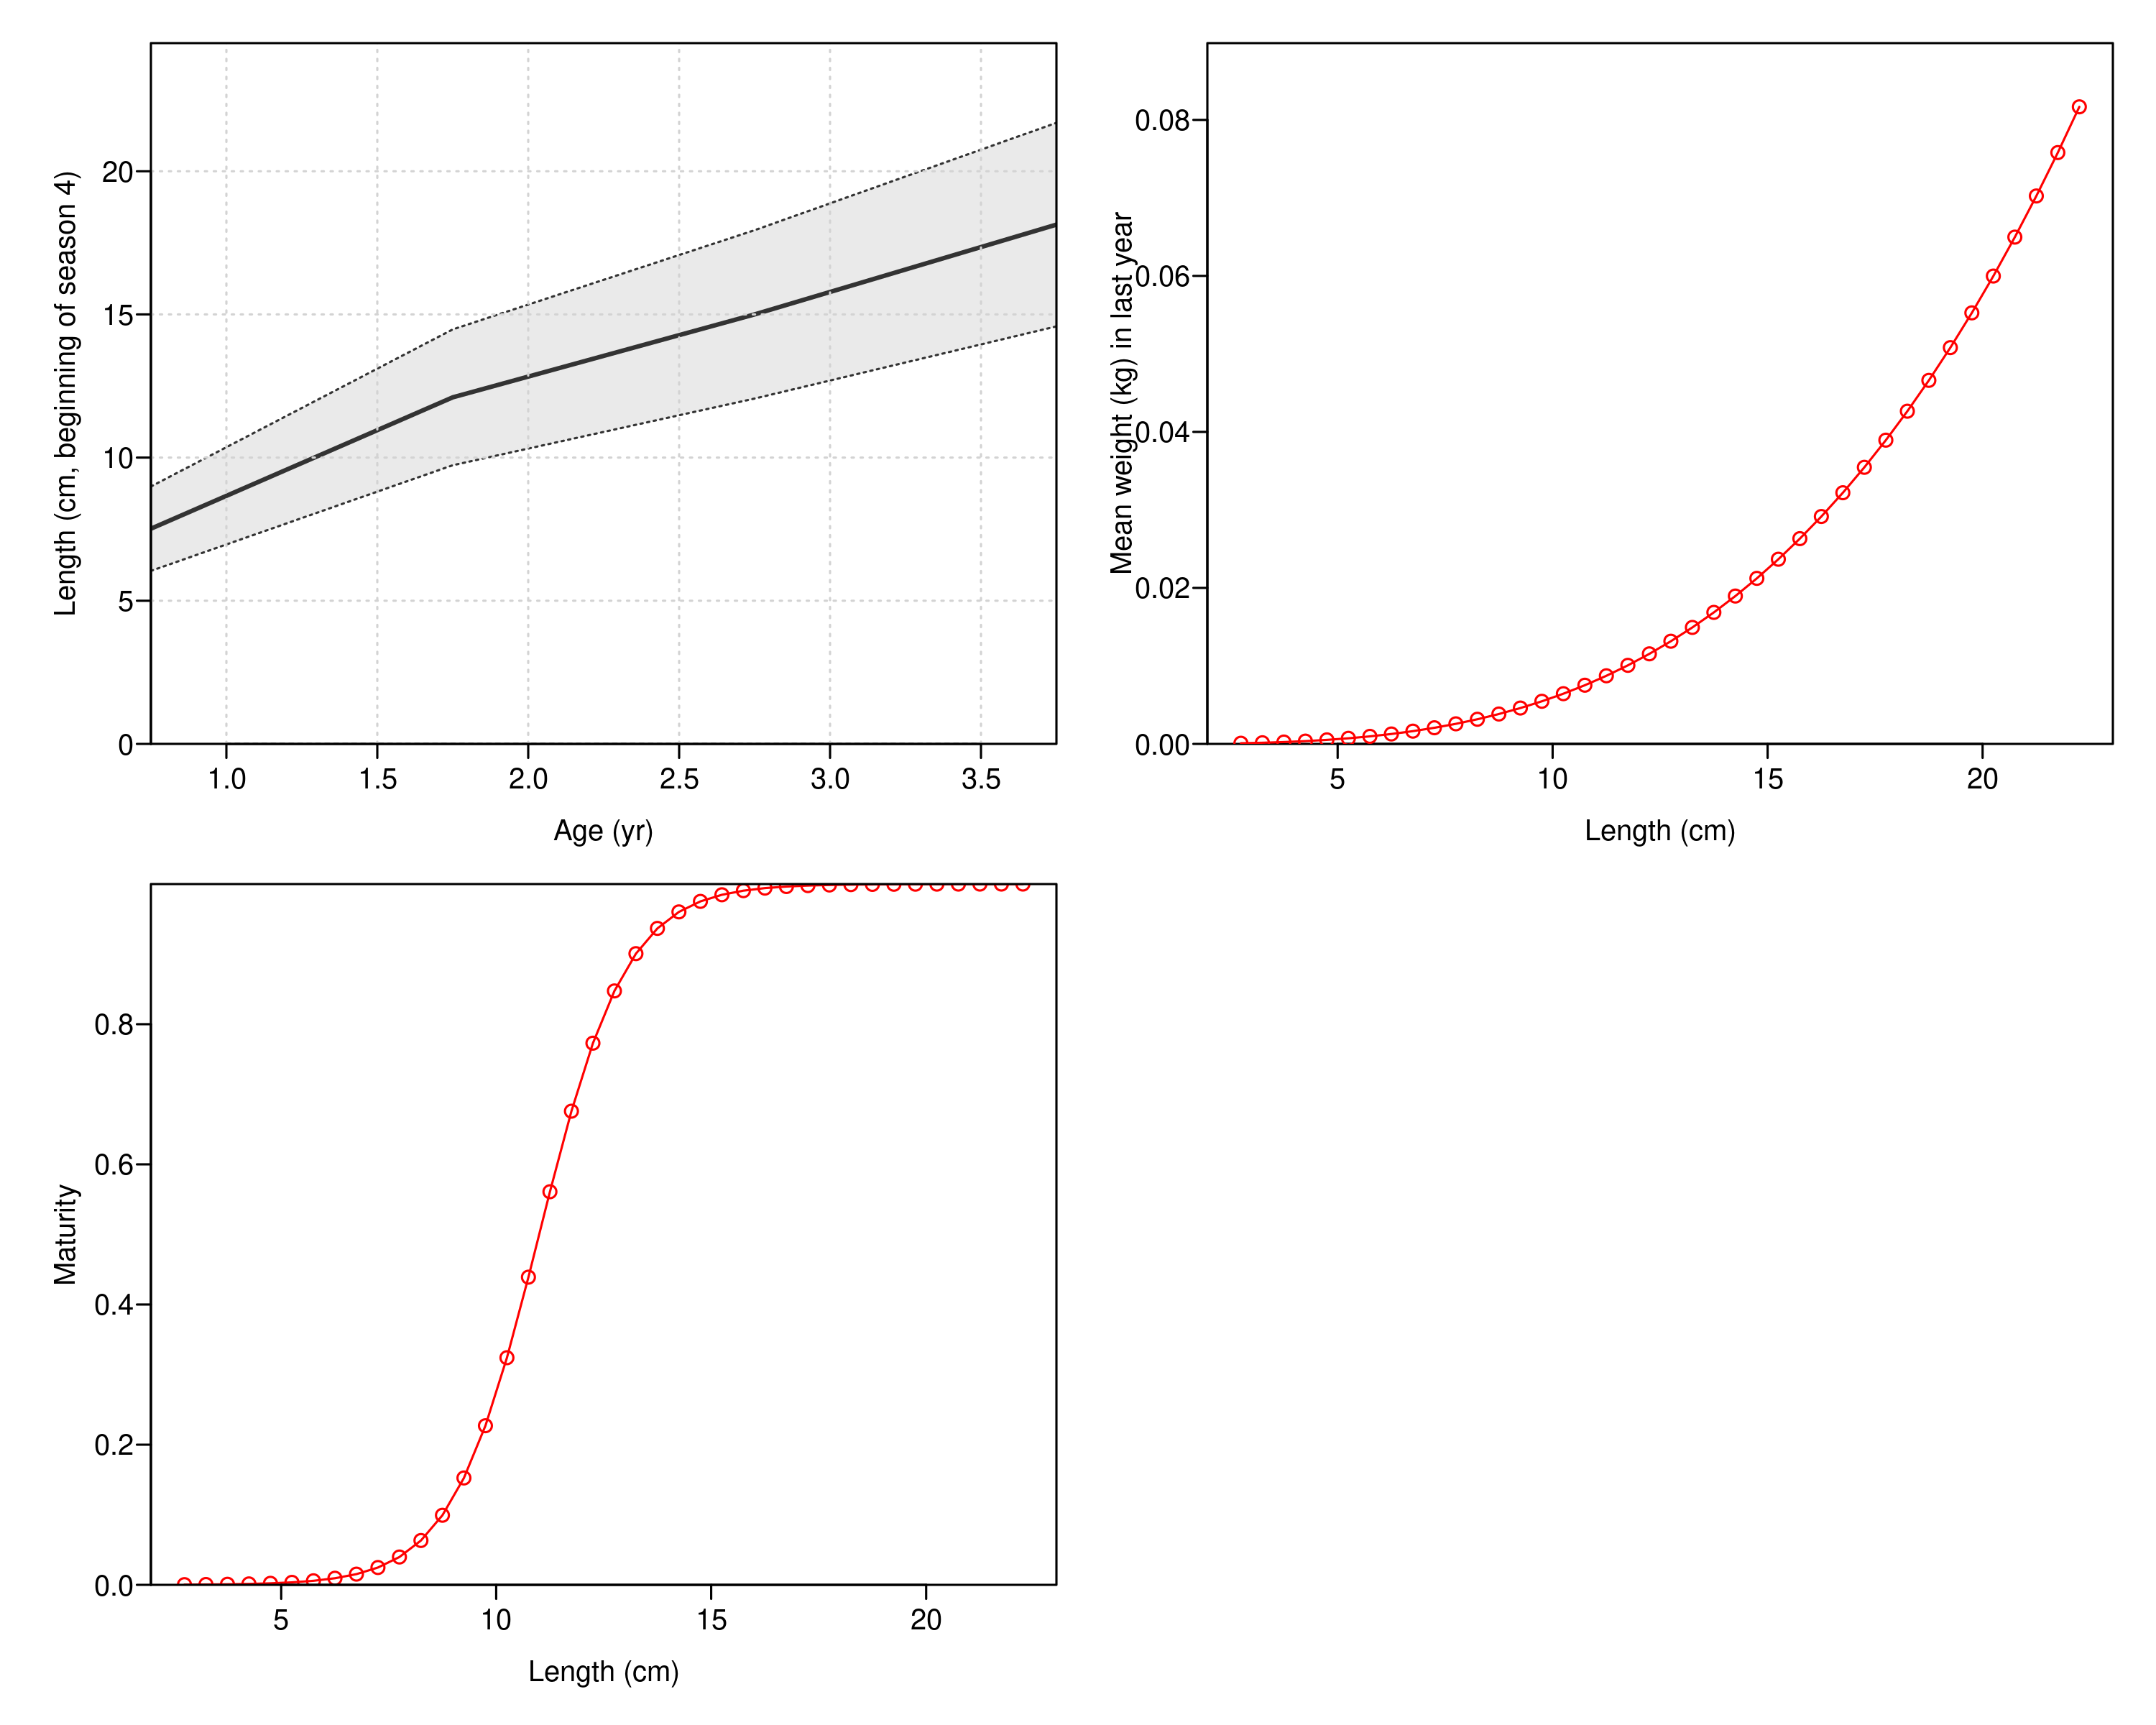 Length (cm, beginning of season 4)
20
15
10
5
0
1.0 1.5 2.0 2.5 3.0 3.5
Age (yr)
Mean weight (kg) in last year
0.08
0.06
0.04
0.02
0.00
5 10 15 20
Length (cm)
Maturity
0.8
0.6
0.4
0.2
0.0
5 10 15 20
Length (cm)